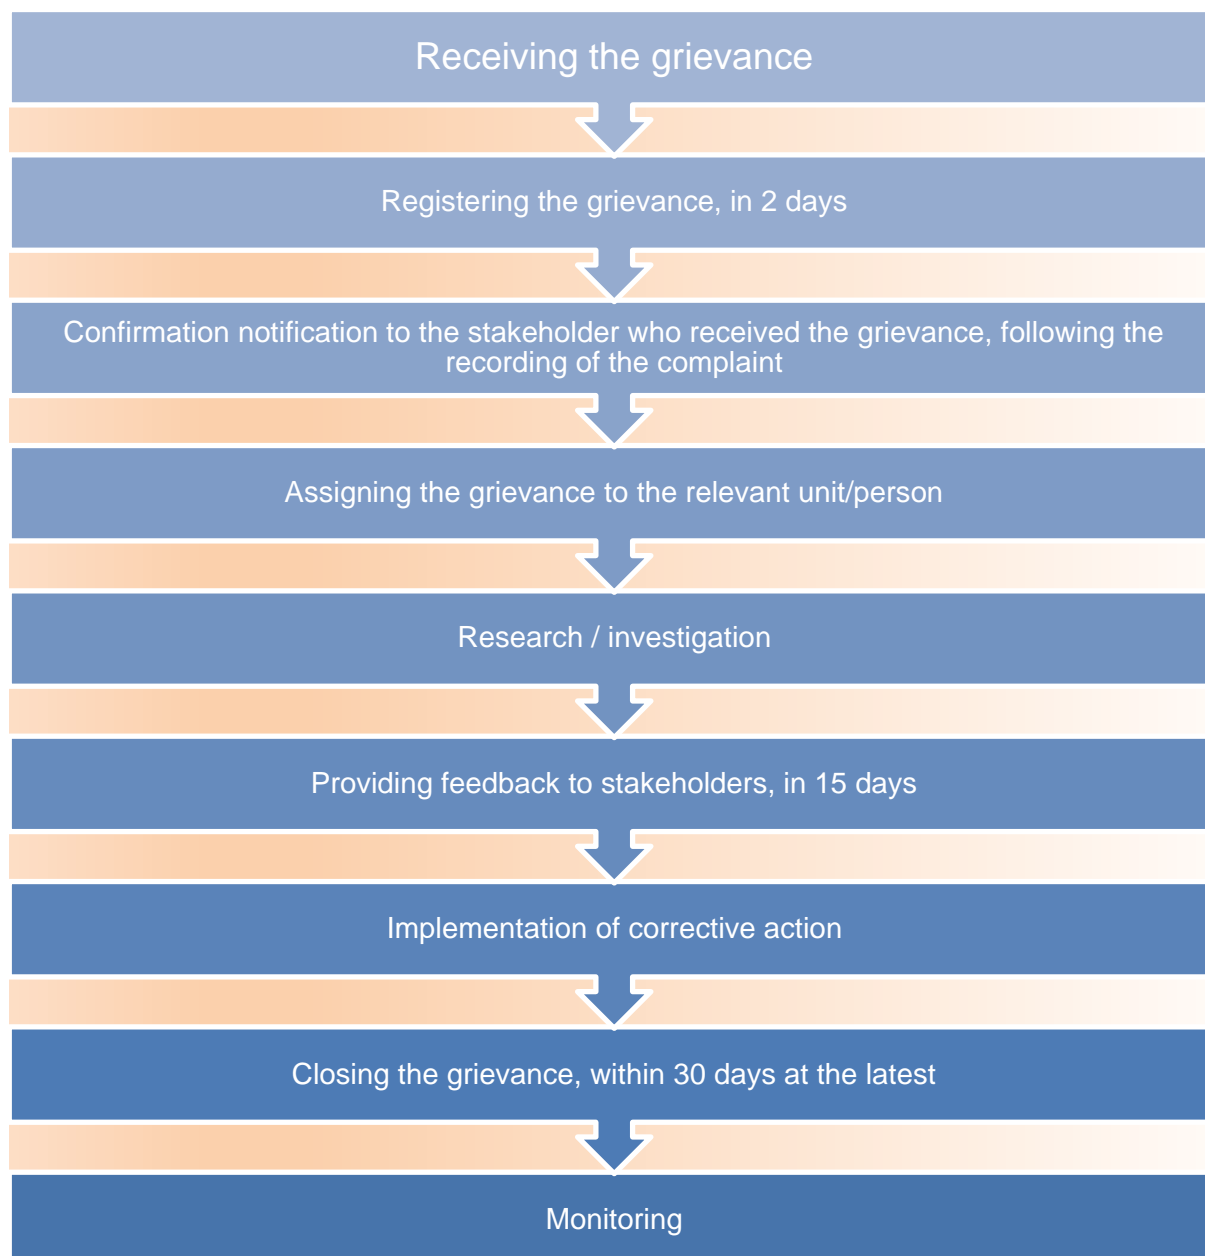 Receiving the grievance
Registering the grievance, in 2 days
Confirmation notification to the stakeholder who received the grievance, following the
recording of the complaint
Assigning the grievance to the relevant unit/person
Research / investigation
Providing feedback to stakeholders, in 15 days
Implementation of corrective action
Closing the grievance, within 30 days at the latest
Monitoring